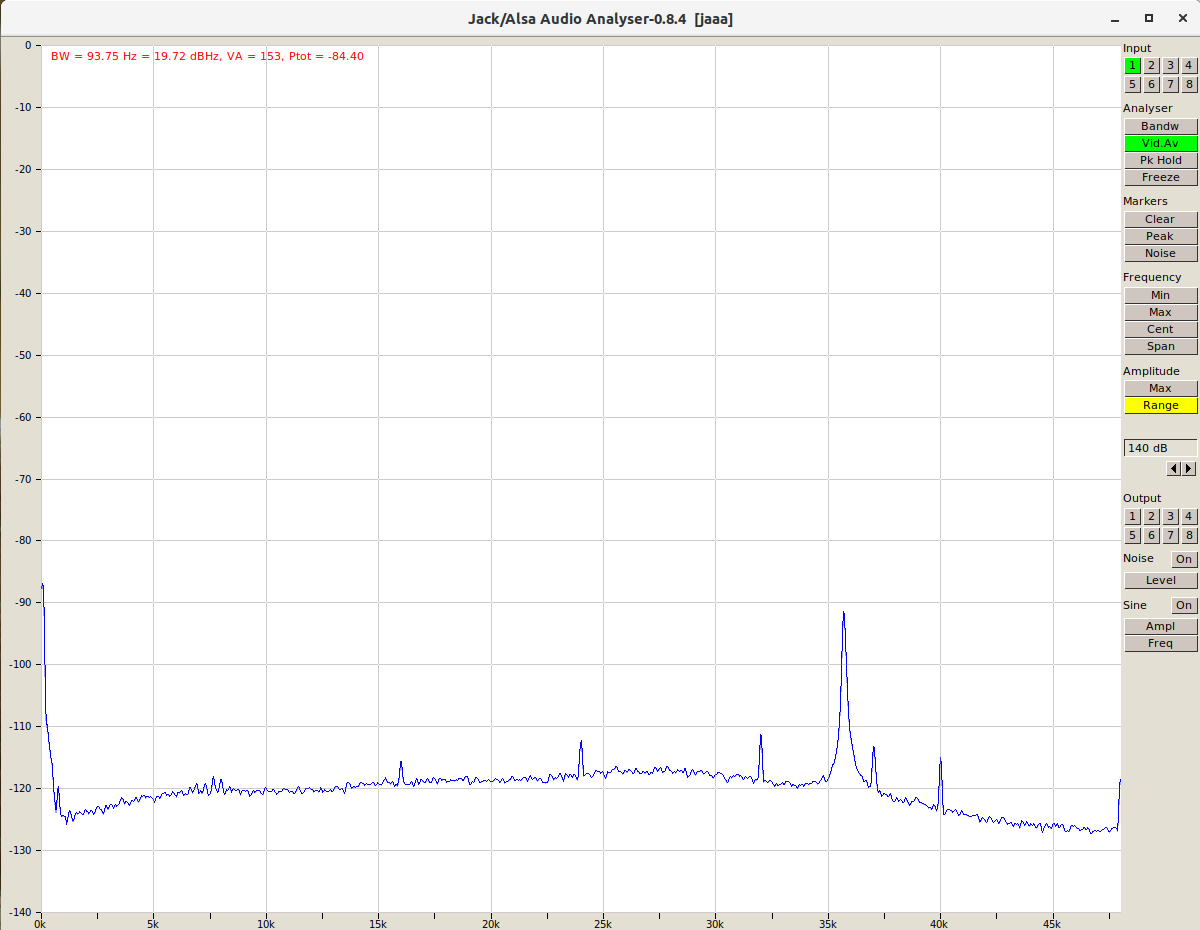 Jack/Alsa Audio Analyser-0.8.4 [jaaa]
BW = 93.75 Hz = 19.72 dBHz, VA = 153, Ptot = -84.40
0
-10
-20
-30
-40
-50
-60
-70
-80
-90
-100
-110
-120
-130
-140
0k 5k 10k 15k 20k 25k 30k 35k 40k 45k
Input
1 2 3 4
5 6 7 8
Analyser
Bandw
Vid.Av
Pk Hold
Freeze
Markers
Clear
Peak
Noise
Frequency
Min
Max
Cent
Span
Amplitude
Max
Range
140 dB
Output
1 2 3 4
5 6 7 8
Noise On
Level
Sine On
Ampl
Freq